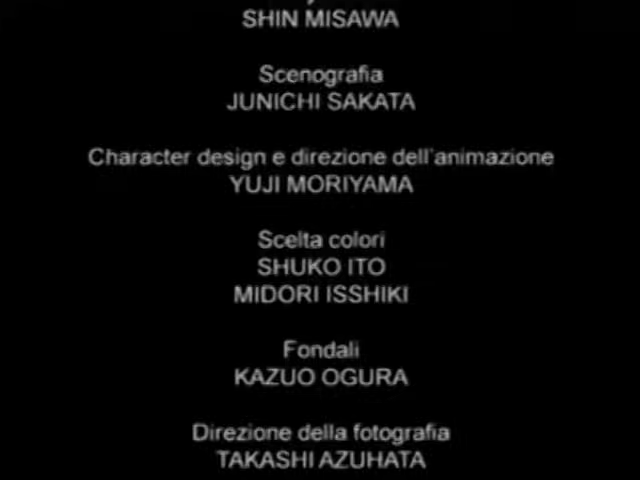 SHIN MISAWA
Scenografia
JUNICHI SAKATA
Character design e direzione dell'animazione
YUJI MORIYAMA
Scelta colori
SHUKO ITO
MIDORI ISSHIKI
Fondali
KAZUO OGURA
Direzione della fotografia
TAKASHI AZUHATA